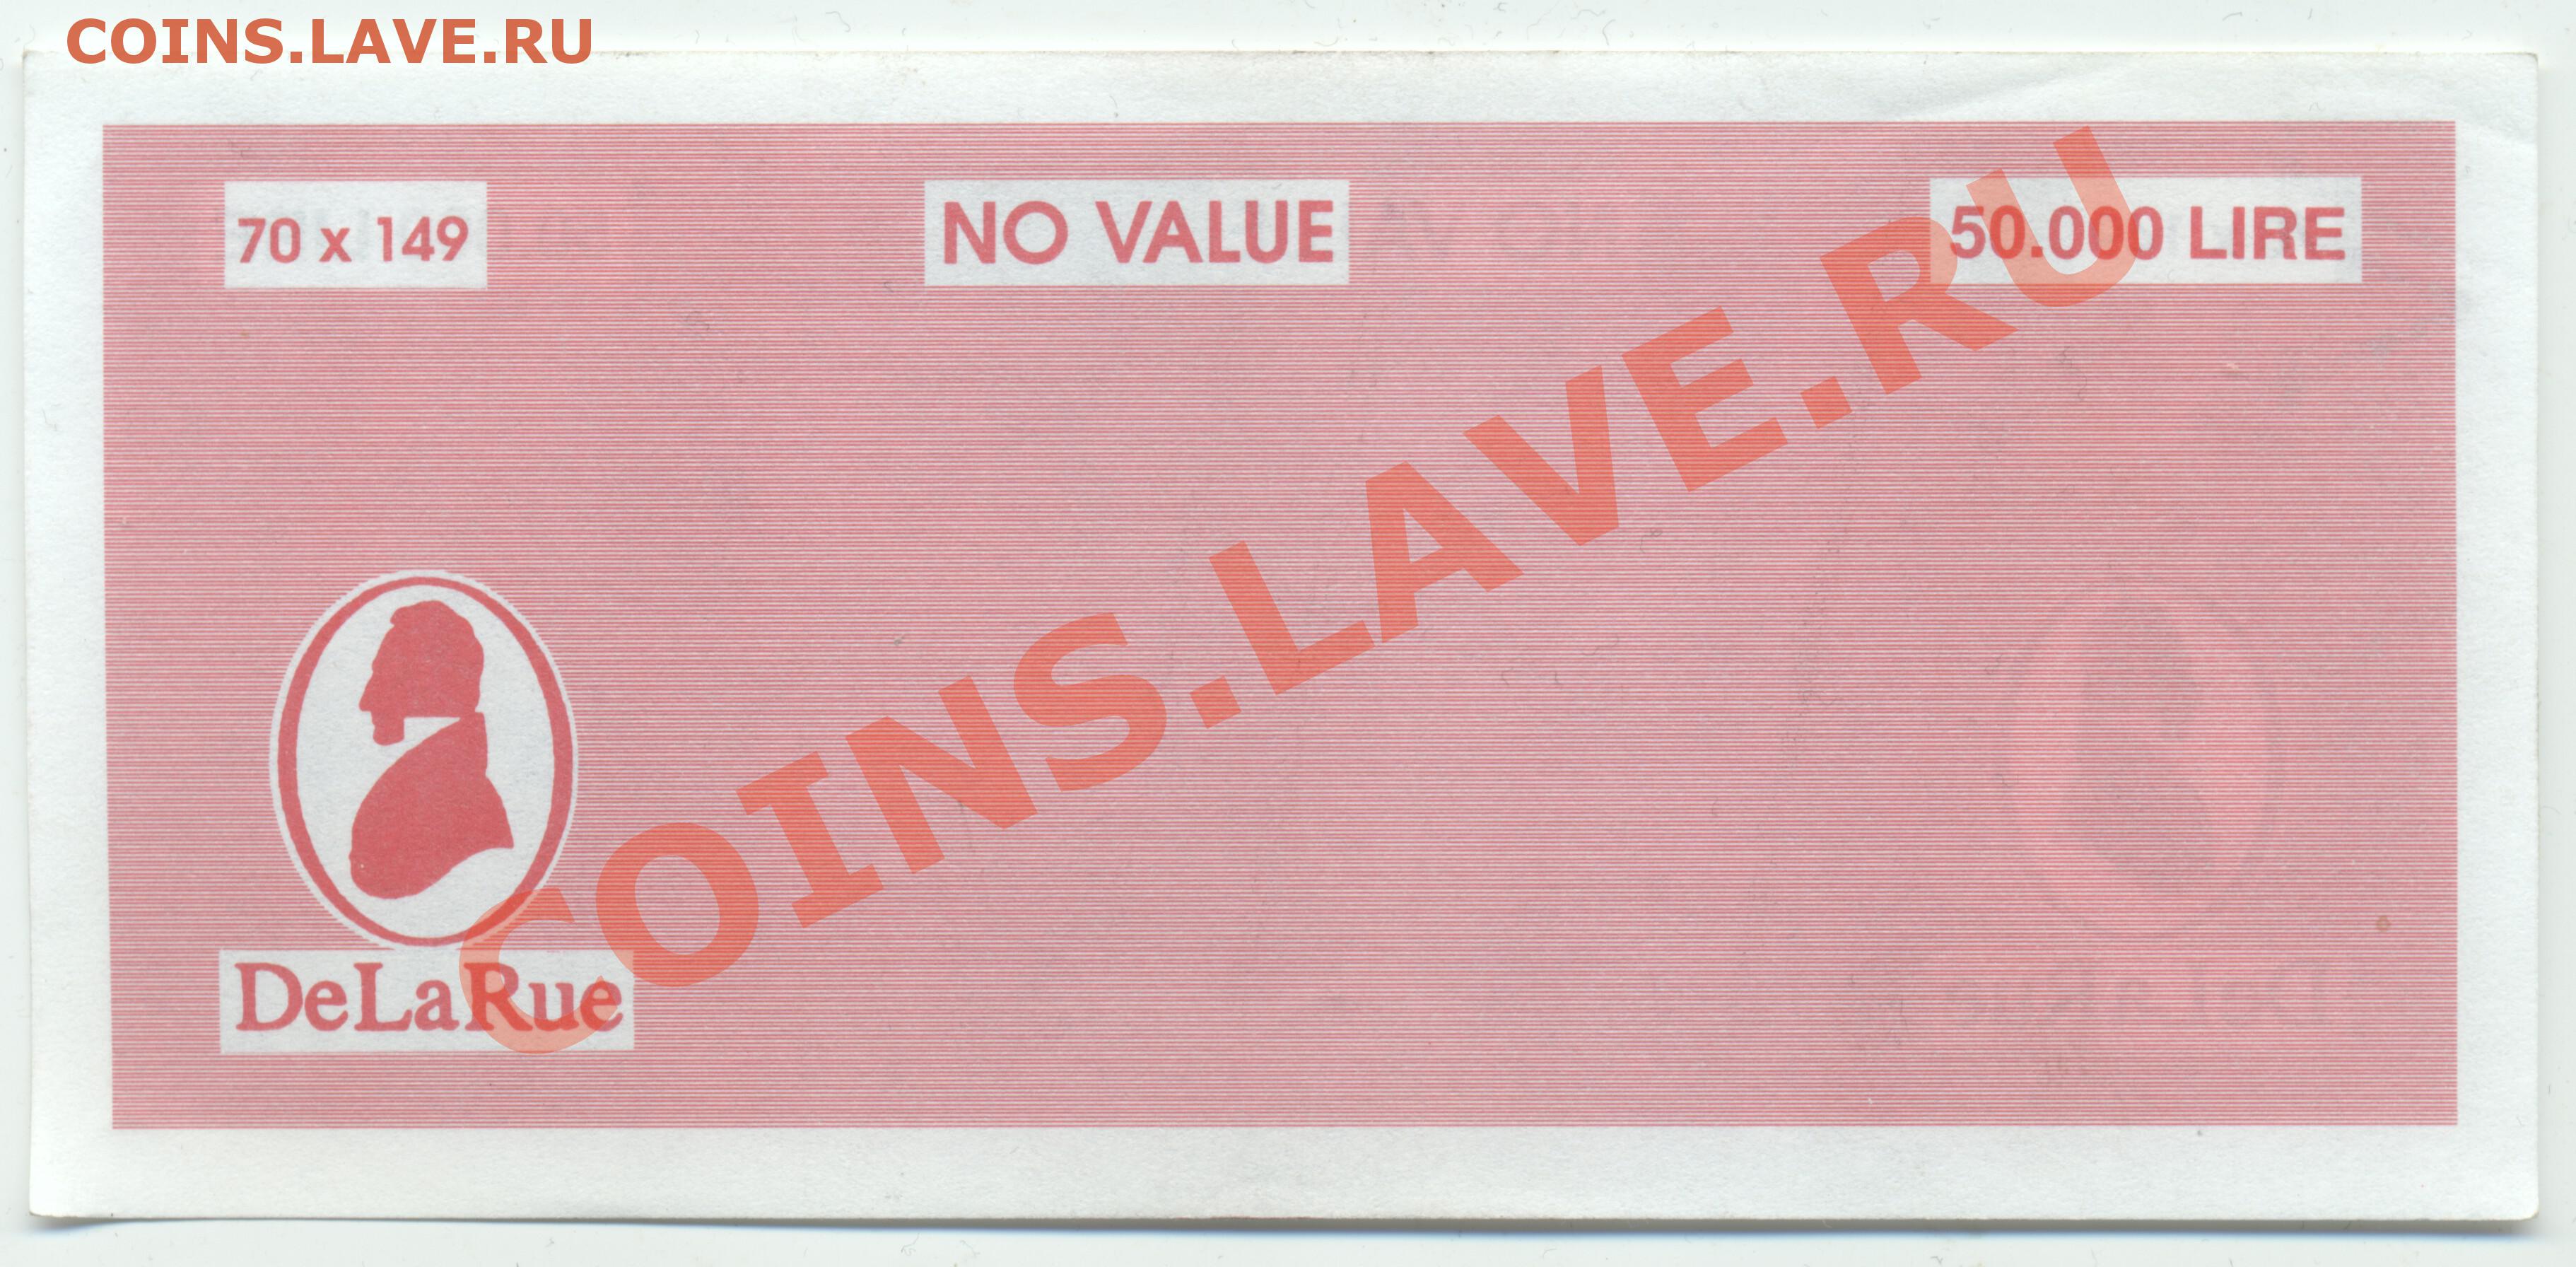 COINS.LAVE.RU
70 x 149
NO VALUE
50.000 LIRE
COINS.LAVE.RU
DeLaRue